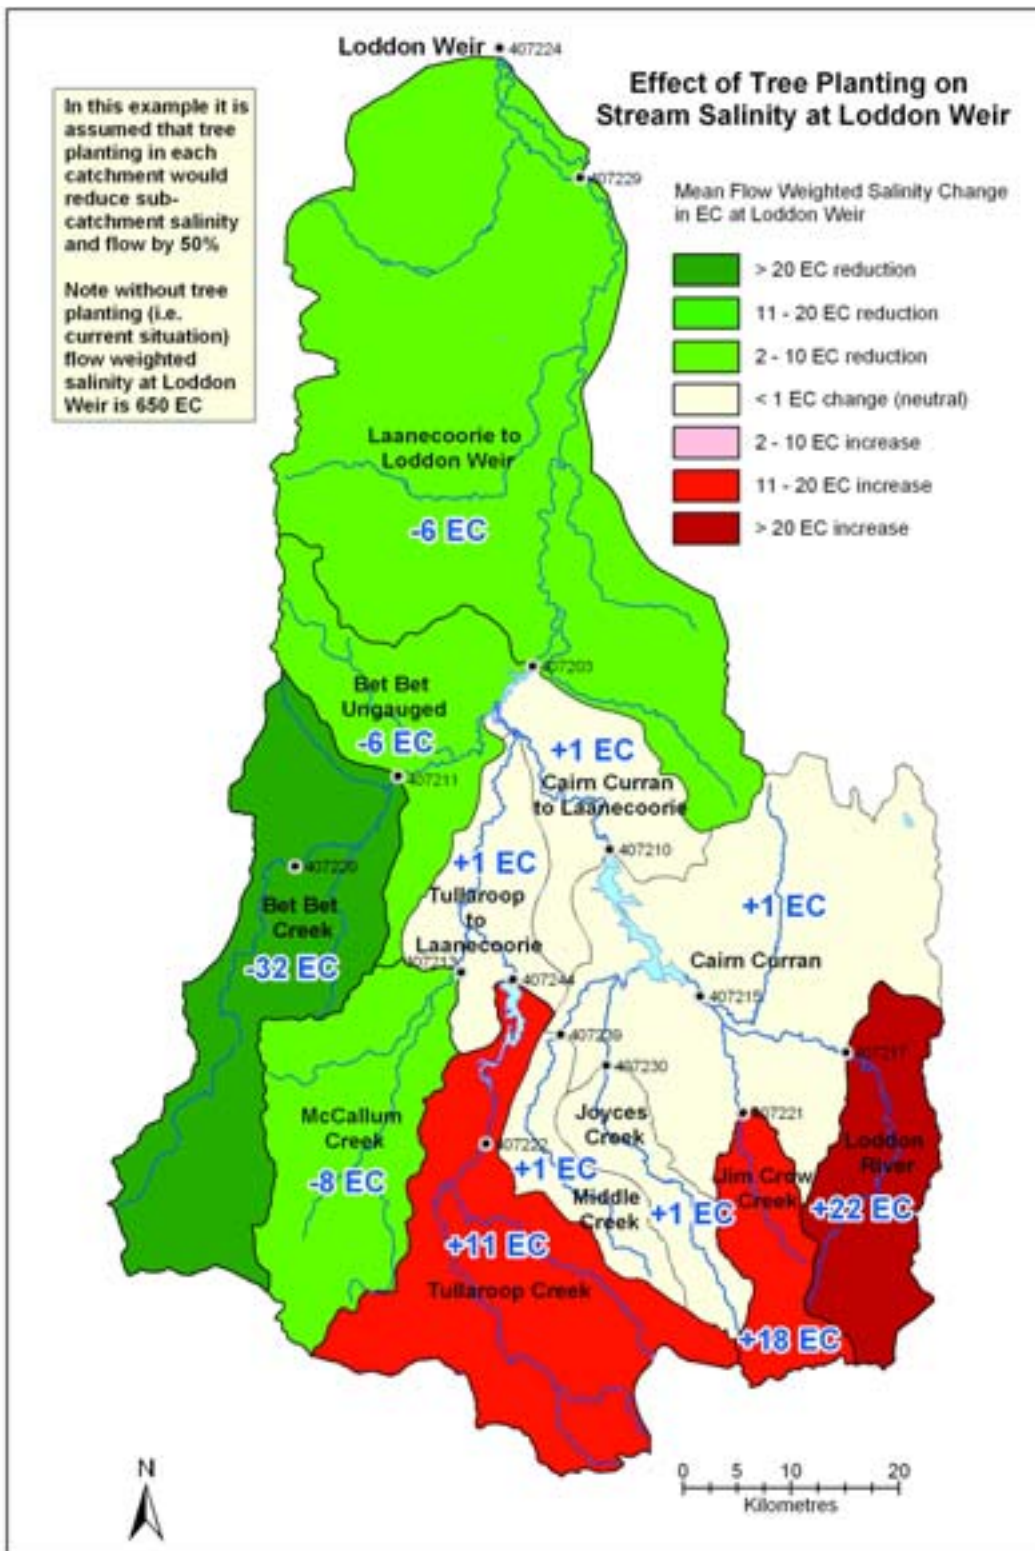 Loddon Weir
407224
Effect of Tree Planting on
Stream Salinity at Loddon Weir
In this example it is
assumed that tree
planting in each
catchment would
reduce sub-
catchment salinity
and flow by 50%
Note without tree
planting (i.e.
current situation)
flow weighted
salinity at Loddon
Weir is 650 EC
Mean Flow Weighted Salinity Change
in EC at Loddon Weir
> 20 EC reduction
11 - 20 EC reduction
2 - 10 EC reduction
< 1 EC change (neutral)
2 - 10 EC increase
11 - 20 EC increase
> 20 EC increase
407229
Laanecoorie to
Loddon Weir
-6 EC
407203
Bet Bet
Ungauged
-6 EC
407211
+1 EC
Cairn Curran
to Laanecoorie
407210
407220
Bet Bet
Creek
-32 EC
+1 EC
Tullaroop
to
Laanecoorie
407213
407244
+1 EC
Cairn Curran
407215
407239
407230
407217
407221
McCallum
Creek
-8 EC
407222
Joyces
Creek
+1 EC
Middle
Creek
+1 EC
Jim Crow
Creek
+18 EC
Loddon
River
+22 EC
+11 EC
Tullaroop Creek
N
0 5 10 20
Kilometres